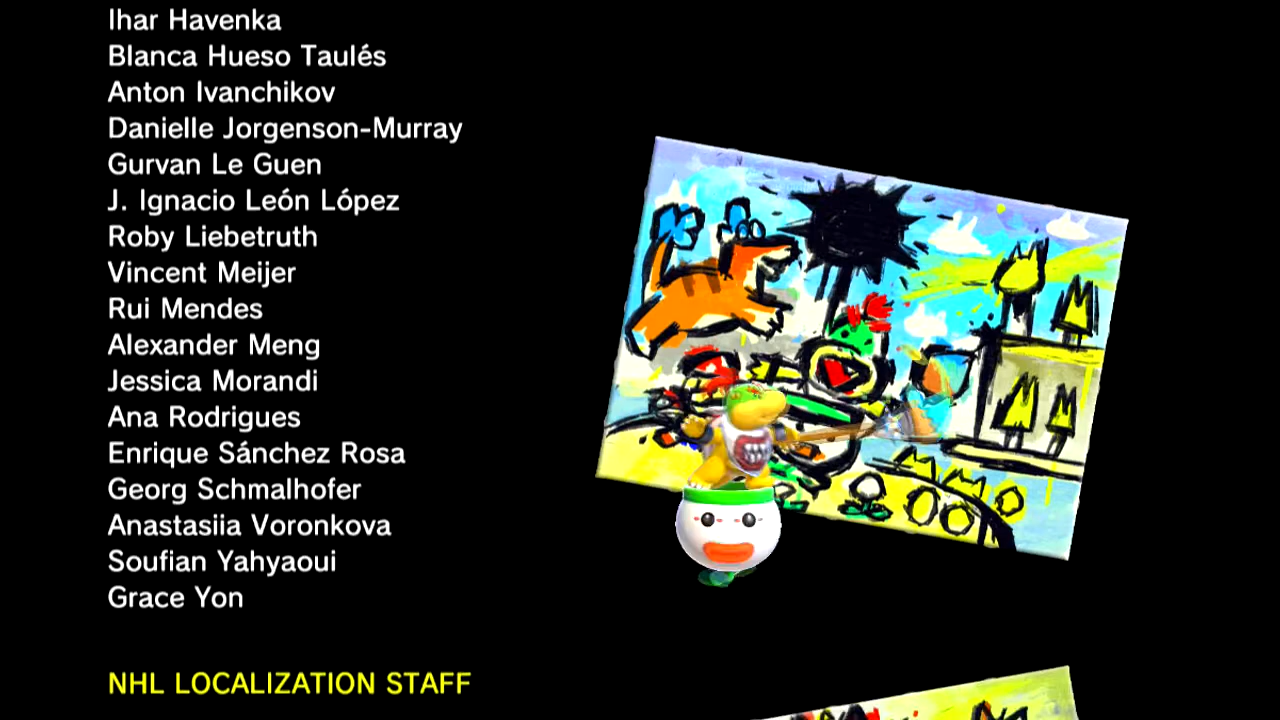 Ihar Havenka
Blanca Hueso Taulés
Anton Ivanchikov
Danielle Jorgenson-Murray
Gurvan Le Guen
J. Ignacio León López
Roby Liebetruth
Vincent Meijer
Rui Mendes
Alexander Meng
Jessica Morandi
Ana Rodrigues
Enrique Sánchez Rosa
Georg Schmalhofer
Anastasiia Voronkova
Soufian Yahyaoui
Grace Yon
NHL LOCALIZATION STAFF